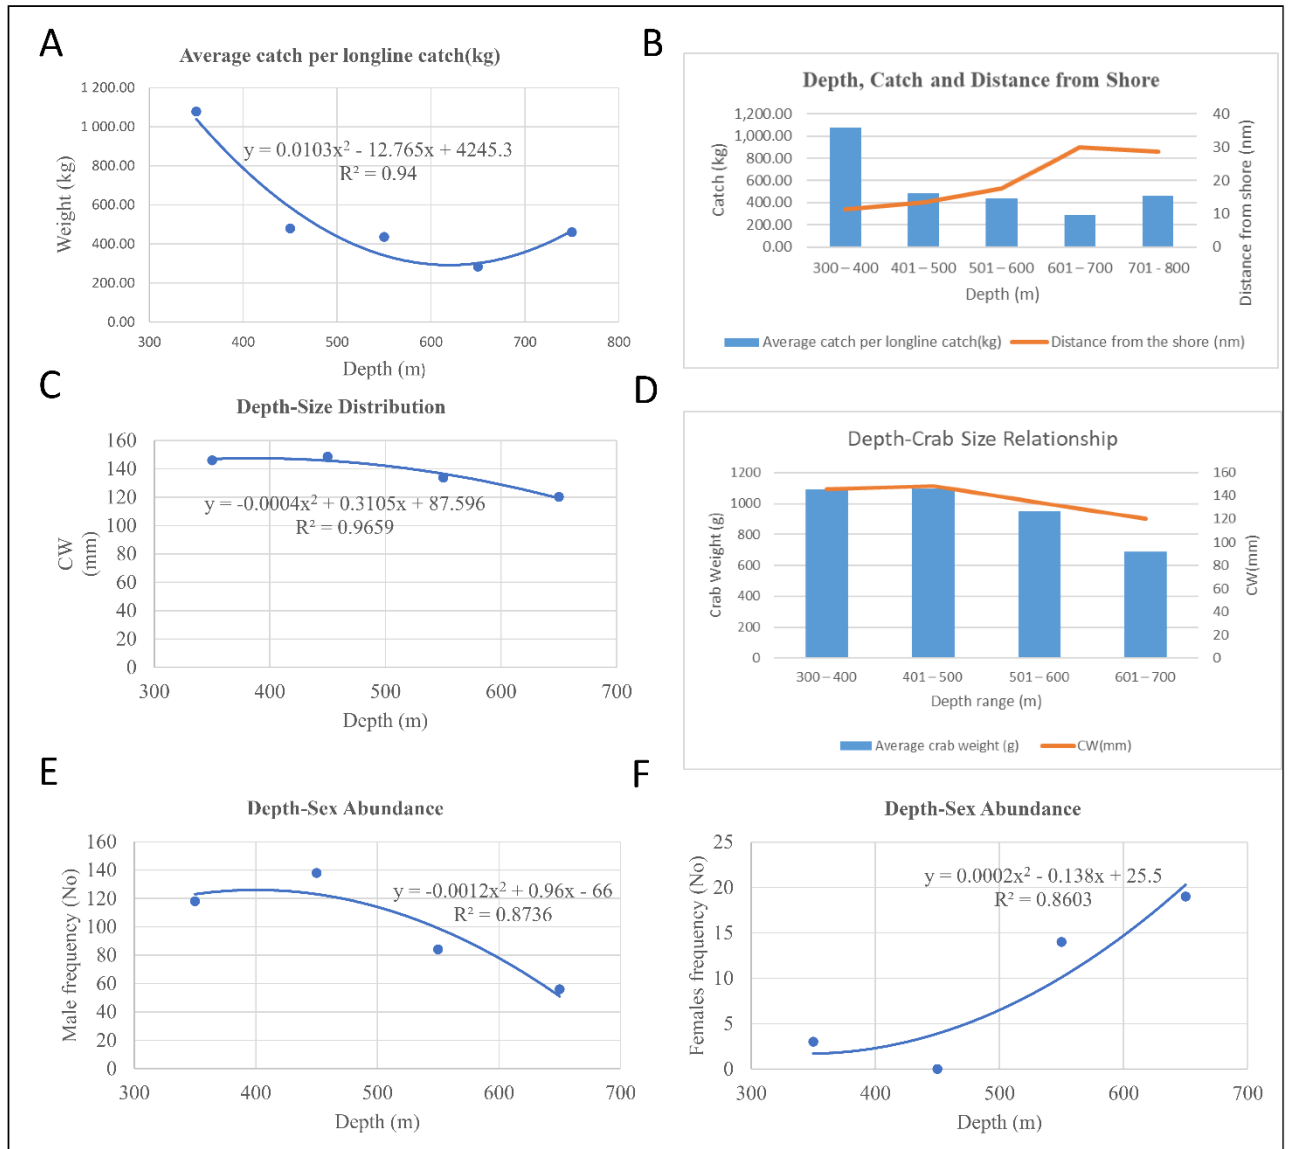 A
Average catch per longline catch(kg)
1 200.00
1 000.00
800.00
600.00
400.00
200.00
0.00
Weight (kg)
y = 0.0103x² - 12.765x + 4245.3
R² = 0.94
300 400 500 600 700 800
Depth (m)
B
Depth, Catch and Distance from Shore
1,200.00
1,000.00
800.00
600.00
400.00
200.00
0.00
Catch (kg)
40
30
20
10
0
Distance from shore (nm)
300–400 401–500 501–600 601–700 701-800
Depth (m)
Average catch per longline catch(kg) Distance from the shore (nm)
C
Depth-Size Distribution
160
140
120
100
80
60
40
20
0
CW
(mm)
y = -0.0004x² + 0.3105x + 87.596
R² = 0.9659
300 400 500 600 700
Depth (m)
D
Depth-Crab Size Relationship
1200
1000
800
600
400
200
0
Crab Weight (g)
160
140
120
100
80
60
40
20
0
CW(mm)
300–400 401–500 501–600 601–700
Depth range (m)
Average crab weight (g) CW(mm)
E
Depth-Sex Abundance
160
140
120
100
80
60
40
20
0
Male frequency (No)
y = -0.0012x² + 0.96x - 66
R² = 0.8736
300 400 500 600 700
Depth (m)
F
Depth-Sex Abundance
25
20
15
10
5
0
Females frequency (No)
y = 0.0002x² - 0.138x + 25.5
R² = 0.8603
300 400 500 600 700
Depth (m)